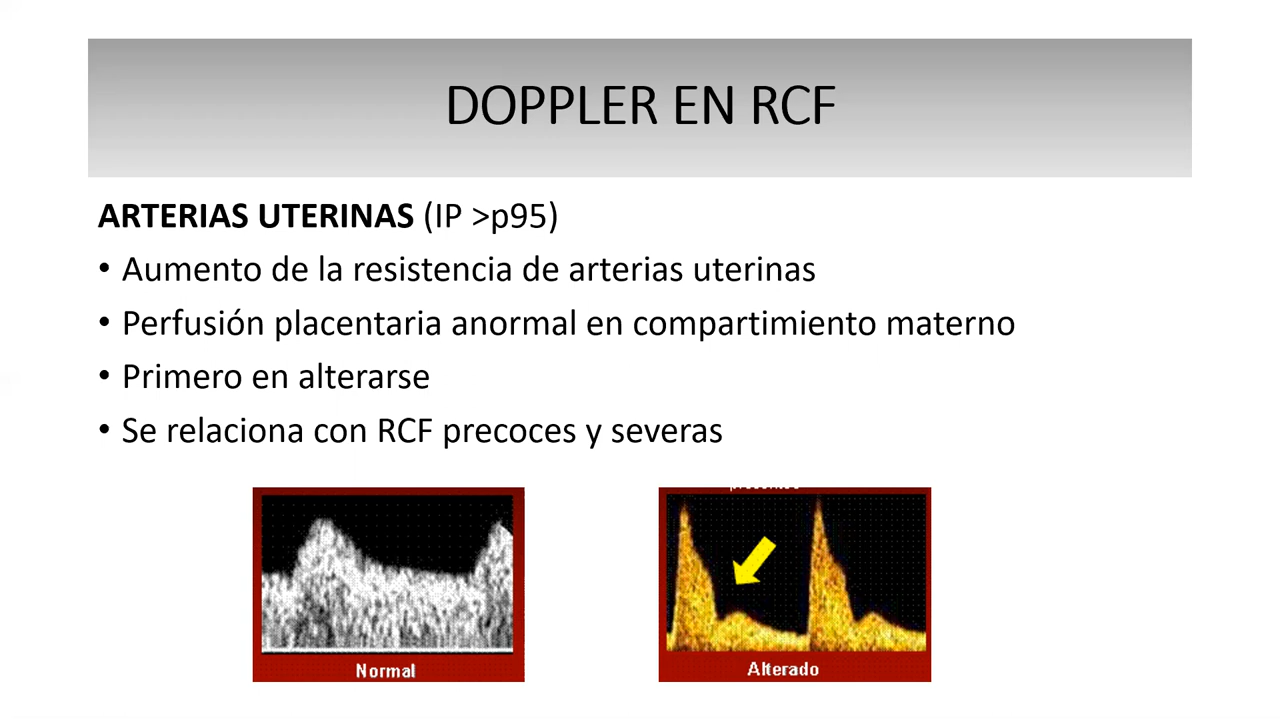 DOPPLER EN RCF
ARTERIAS UTERINAS (IP >p95)
• Aumento de la resistencia de arterias uterinas
• Perfusión placentaria anormal en compartimiento materno
• Primero en alterarse
• Se relaciona con RCF precoces y severas
Normal
Alterado